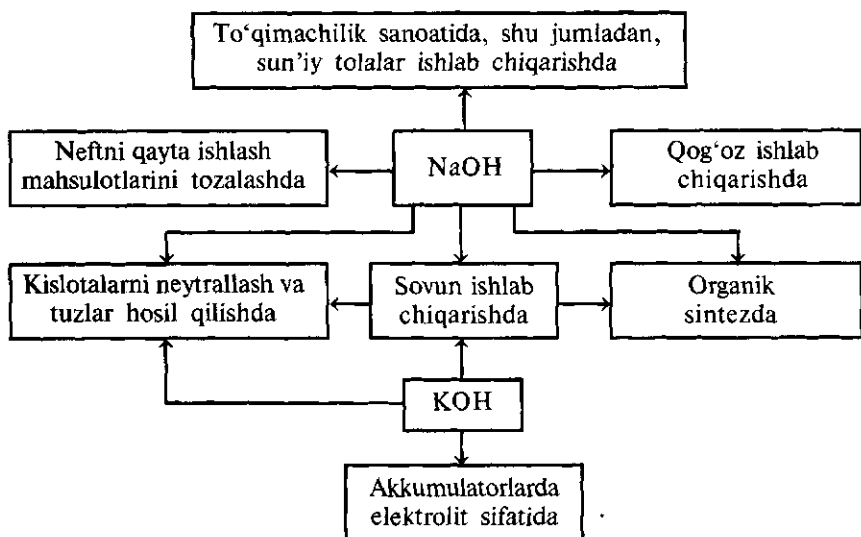 To‘qimachilik sanoatida, shu jumladan,
sun’iy tolalar ishlab chiqarishda
Neftni qayta ishlash
mahsulotlarini tozalashda
NaOH
Qog‘oz ishlab
chiqarishda
Kislotalarni neytrallash va
tuzlar hosil qilishda
Sovun ishlab
chiqarishda
Organik
sintezda
KOH
Akkumulatorlarda
elektrolit sifatida